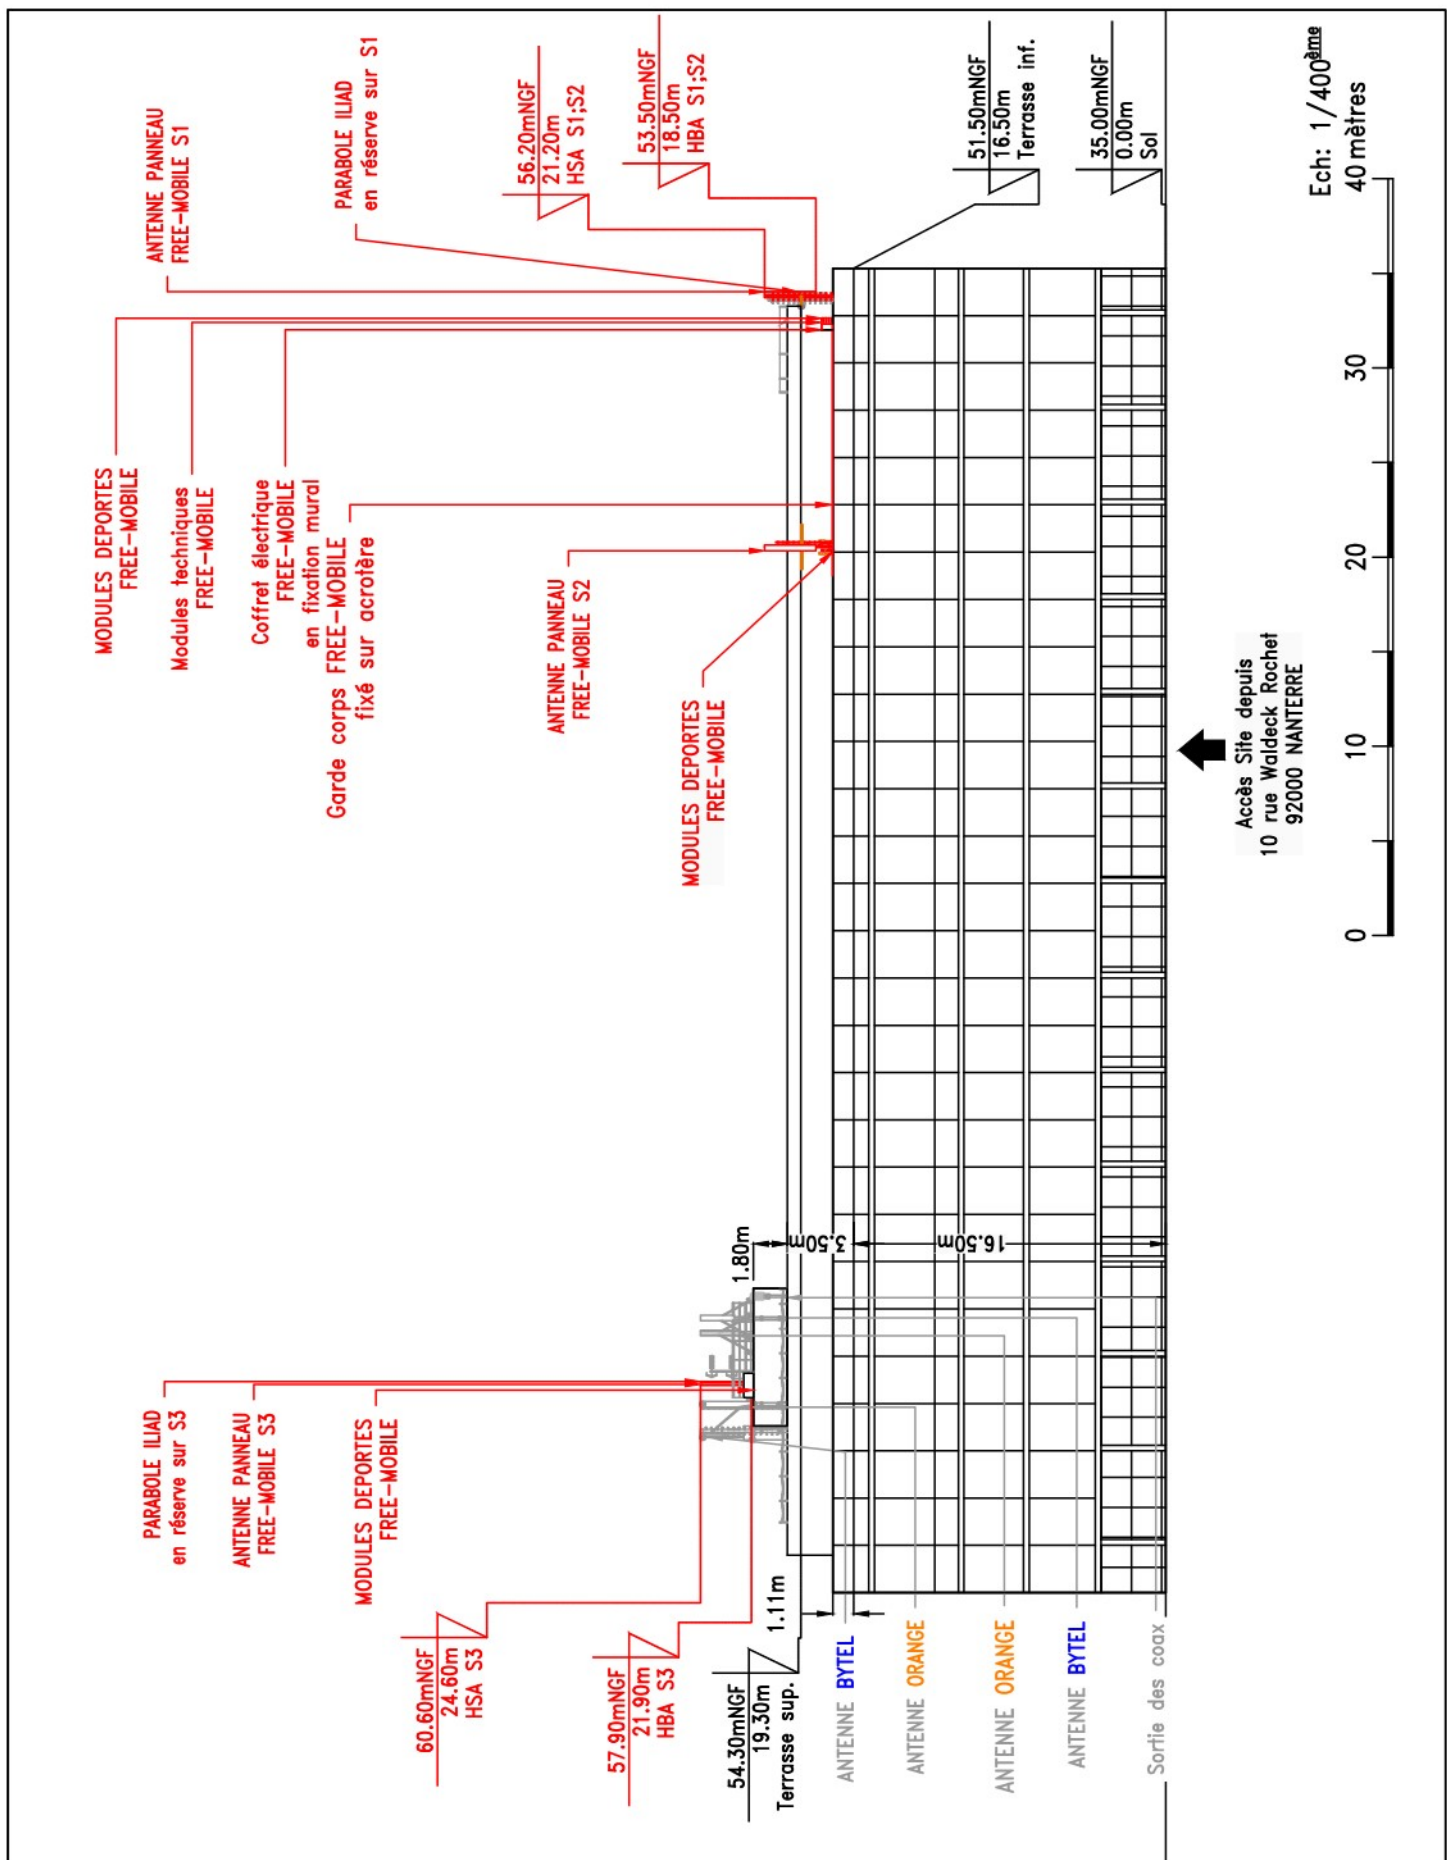 PARABOLE ILIAD
en réserve sur S3
ANTENNE PANNEAU
FREE-MOBILE S3
MODULES DEPORTES
FREE-MOBILE
60.60mNGF
24.60m
HSA S3
57.90mNGF
21.90m
HBA S3
54.30mNGF
19.30m
Terrasse sup.
1.11m
1.80m
3.50m
16.50m
ANTENNE BYTEL
ANTENNE ORANGE
ANTENNE ORANGE
ANTENNE BYTEL
Sortie des coax
MODULES DEPORTES
FREE-MOBILE
Modules techniques
FREE-MOBILE
Coffret électrique
FREE-MOBILE
en fixation mural
Garde corps FREE-MOBILE
fixé sur acrotère
ANTENNE PANNEAU
FREE-MOBILE S2
MODULES DEPORTES
FREE-MOBILE
ANTENNE PANNEAU
FREE-MOBILE S1
PARABOLE ILIAD
en réserve sur S1
56.20mNGF
21.20m
HSA S1;S2
53.50mNGF
18.50m
HBA S1;S2
51.50mNGF
16.50m
Terrasse inf.
35.00mNGF
0.00m
Sol
Accès Site depuis
10 rue Waldeck Rochet
92000 NANTERRE
Ech: 1/400ème
0 10 20 30 40 mètres